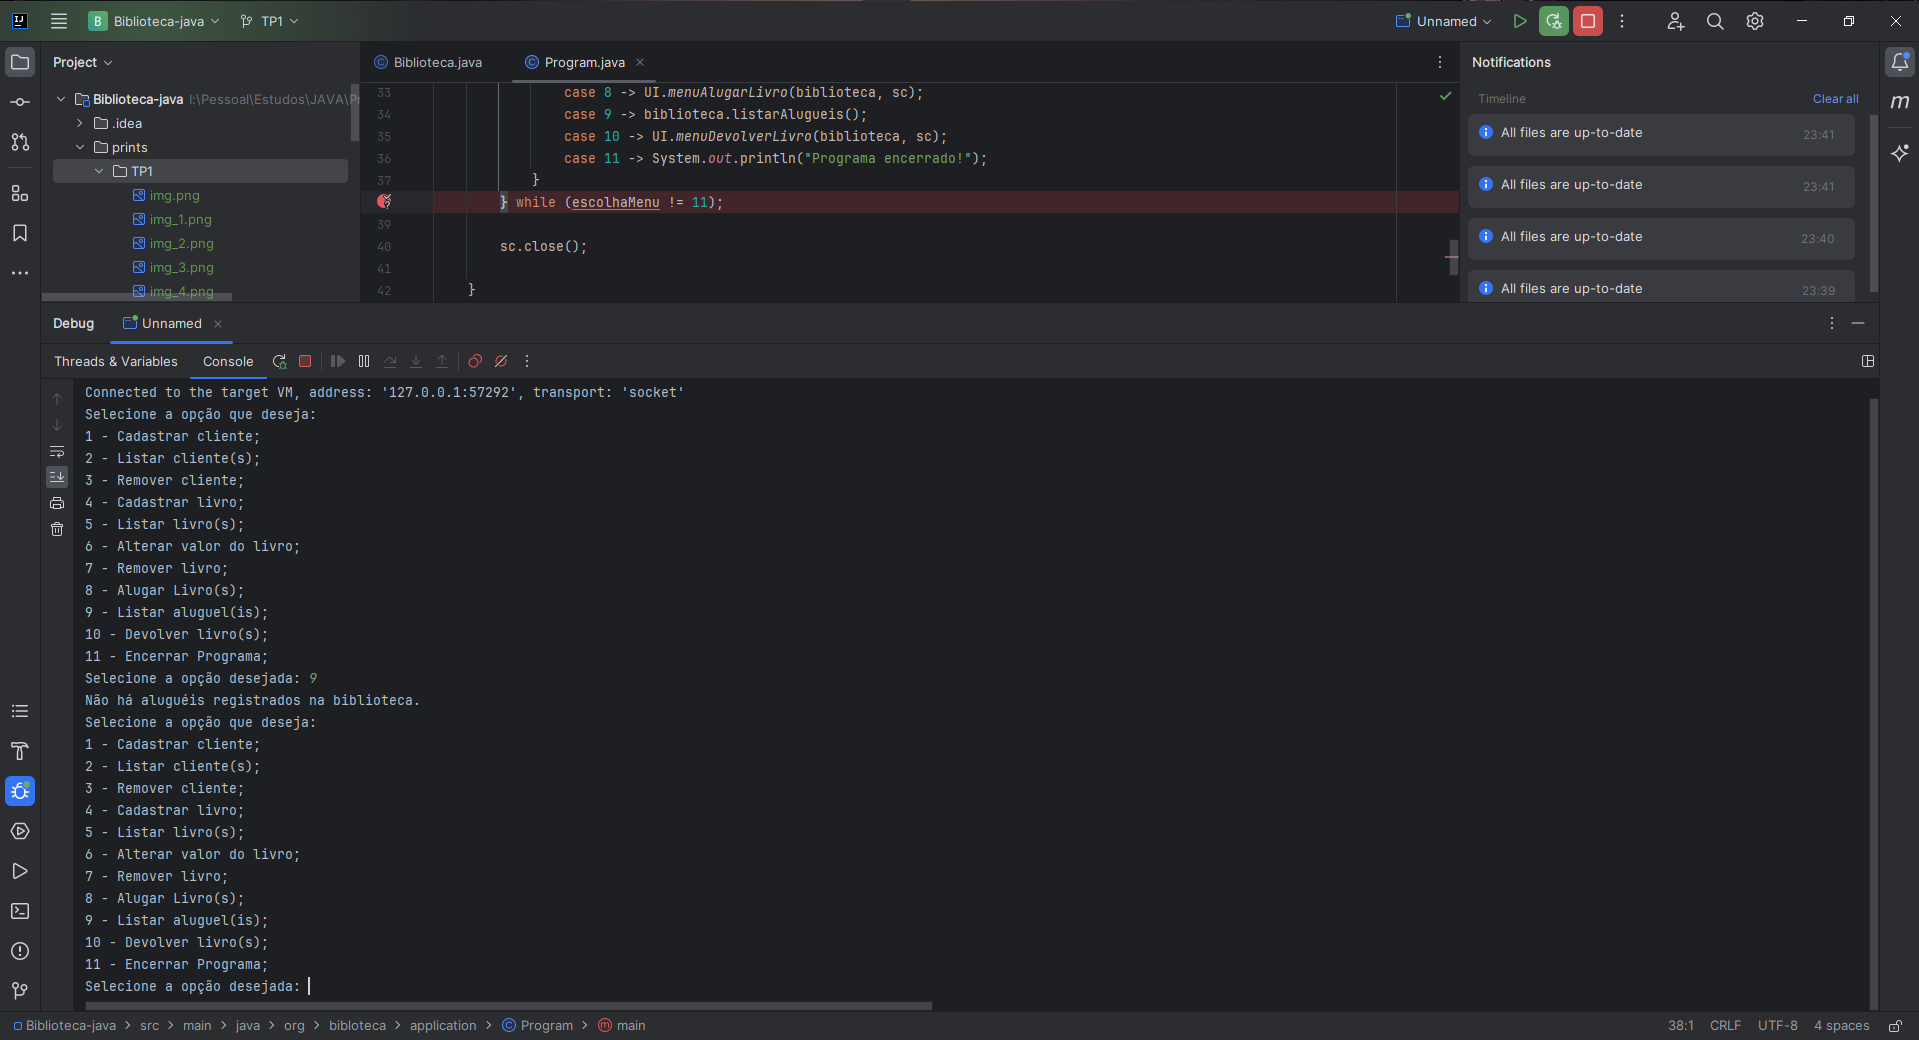 IJ
B Biblioteca-java
TP1
Unnamed
Project
Biblioteca.java
Program.java
Notifications
Biblioteca-java I:\Pessoal\Estudos\JAVA\Pr
.idea
prints
TP1
img.png
img_1.png
img_2.png
img_3.png
img_4.png
33 case 8 -> UI.menuAlugarLivro(biblioteca, sc);
34 case 9 -> biblioteca.listarAlugueis();
35 case 10 -> UI.menuDevolverLivro(biblioteca, sc);
36 case 11 -> System.out.println("Programa encerrado!");
37 }
} while (escolhaMenu != 11);
39
40 sc.close();
41
42 }
Timeline
Clear all
All files are up-to-date 23:41
All files are up-to-date 23:41
All files are up-to-date 23:40
All files are up-to-date 23:39
m
Debug
Unnamed
Threads & Variables
Console
Connected to the target VM, address: '127.0.0.1:57292', transport: 'socket'
Selecione a opção que deseja:
1 - Cadastrar cliente;
2 - Listar cliente(s);
3 - Remover cliente;
4 - Cadastrar livro;
5 - Listar livro(s);
6 - Alterar valor do livro;
7 - Remover livro;
8 - Alugar Livro(s);
9 - Listar aluguel(is);
10 - Devolver livro(s);
11 - Encerrar Programa;
Selecione a opção desejada: 9
Não há aluguéis registrados na biblioteca.
Selecione a opção que deseja:
1 - Cadastrar cliente;
2 - Listar cliente(s);
3 - Remover cliente;
4 - Cadastrar livro;
5 - Listar livro(s);
6 - Alterar valor do livro;
7 - Remover livro;
8 - Alugar Livro(s);
9 - Listar aluguel(is);
10 - Devolver livro(s);
11 - Encerrar Programa;
Selecione a opção desejada:
Biblioteca-java > src > main > java > org > bibloteca > application > Program > main
38:1 CRLF UTF-8 4 spaces